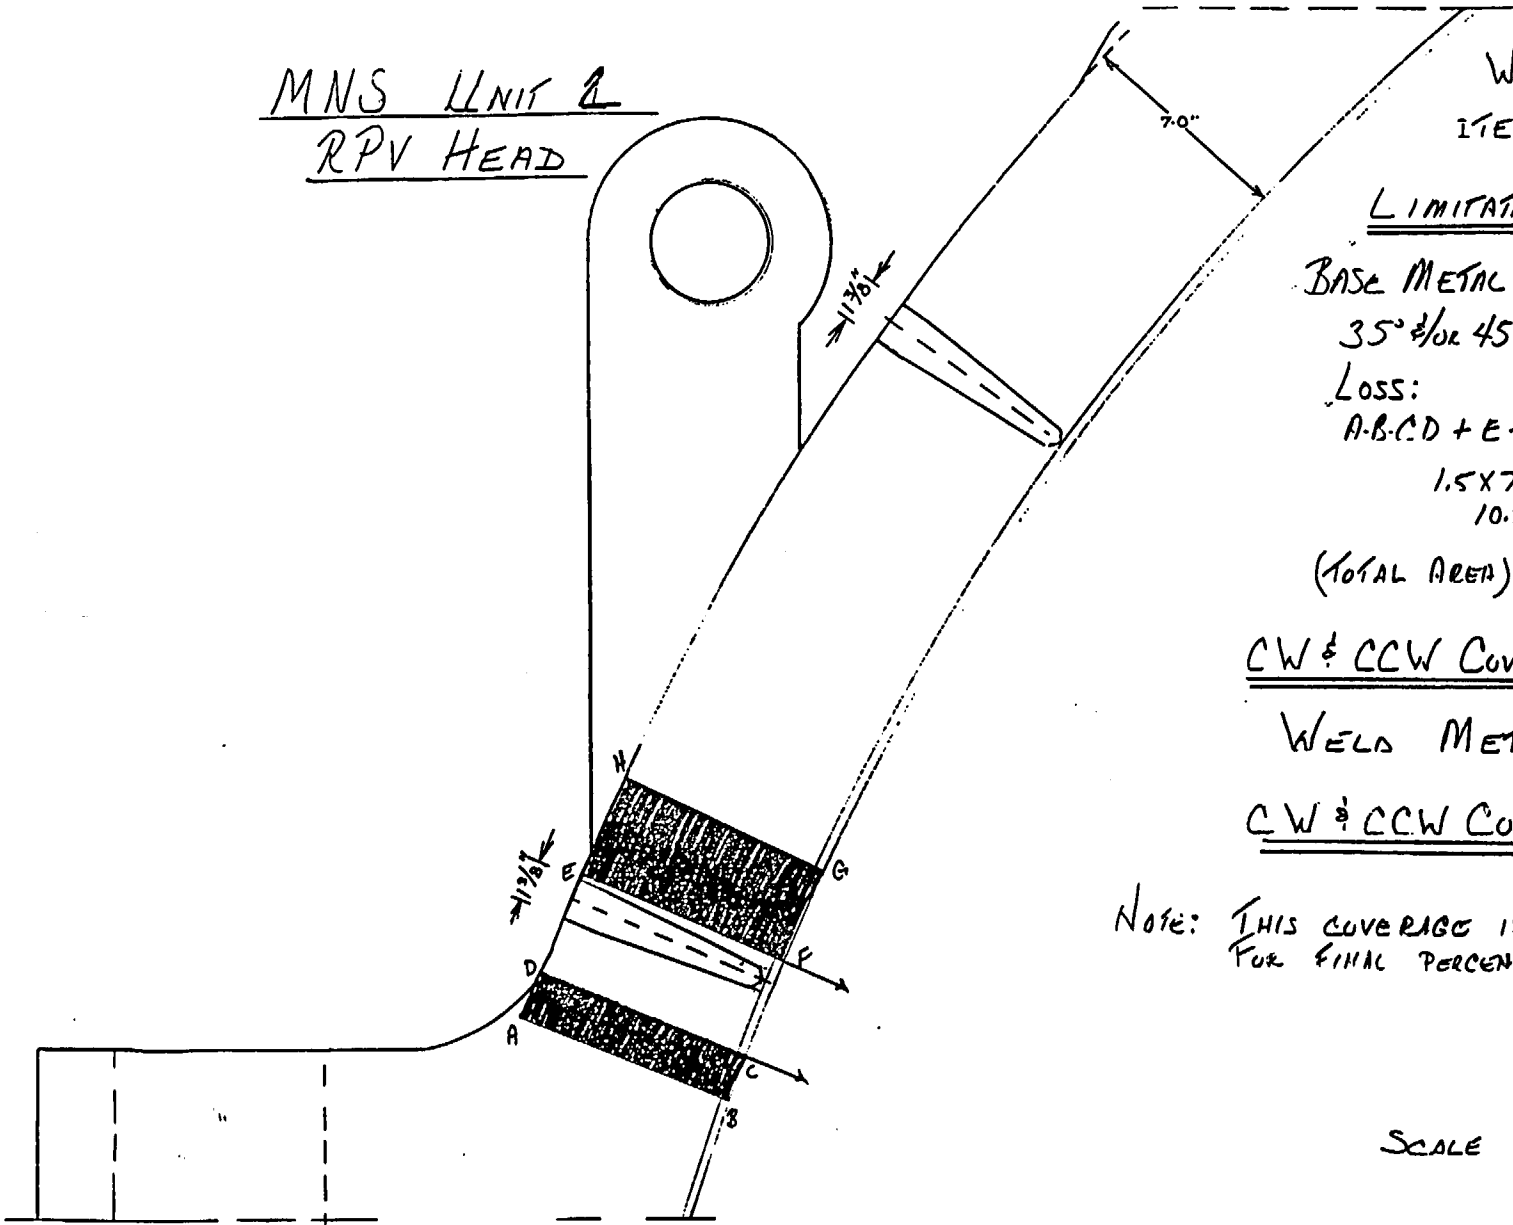 MNS UNIT
RPV HEAD
7.0"
1 3/8"
W
ITE
LIMITAT
BASE METAL
35° &/OR 45
LOSS:
A-B-C-D + E-
1.5 X 7
10.
(TOTAL AREA)
CW & CCW COV
WELD MET
CW & CCW CO
H
G
1 3/8"
E
F
D
A
C
B
NOTE: THIS COVERAGE I
FOR FINAL PERCEN
"
SCALE